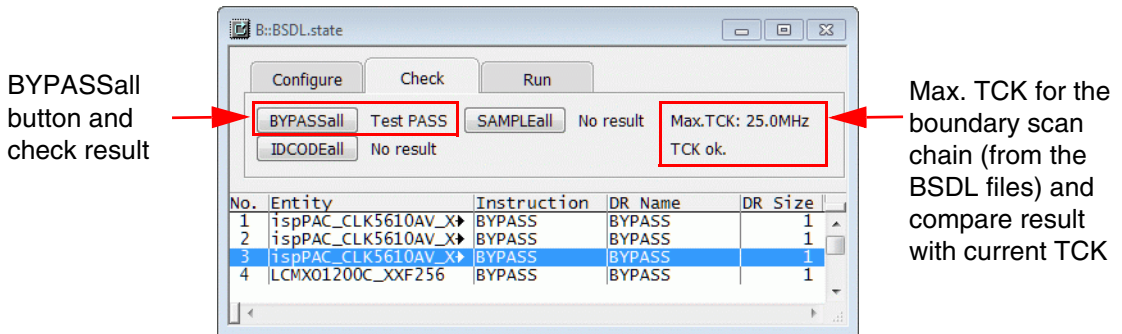 B::BSDL.state
Configure Check Run
BYPASSall Test PASS SAMPLEall No result Max.TCK: 25.0MHz
IDCODEall No result TCK ok.
No. Entity Instruction DR Name DR Size
1 ispPAC_CLK5610AV_X BYPASS BYPASS 1
2 ispPAC_CLK5610AV_X BYPASS BYPASS 1
3 ispPAC_CLK5610AV_X BYPASS BYPASS 1
4 LCMXO1200C_XXF256 BYPASS BYPASS 1
BYPASSall
button and
check result
Max. TCK for the
boundary scan
chain (from the
BSDL files) and
compare result
with current TCK